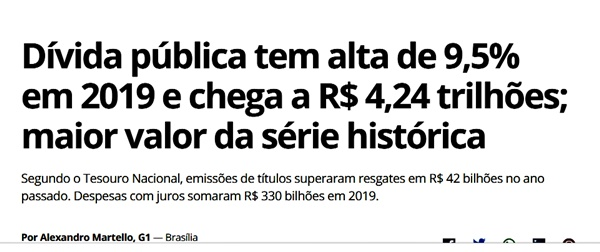 Dívida pública tem alta de 9,5%
em 2019 e chega a R$ 4,24 trilhões;
maior valor da série histórica
Segundo o Tesouro Nacional, emissões de títulos superaram resgates em R$ 42 bilhões no ano
passado. Despesas com juros somaram R$ 330 bilhões em 2019.
Por Alexandro Martello, G1 — Brasília